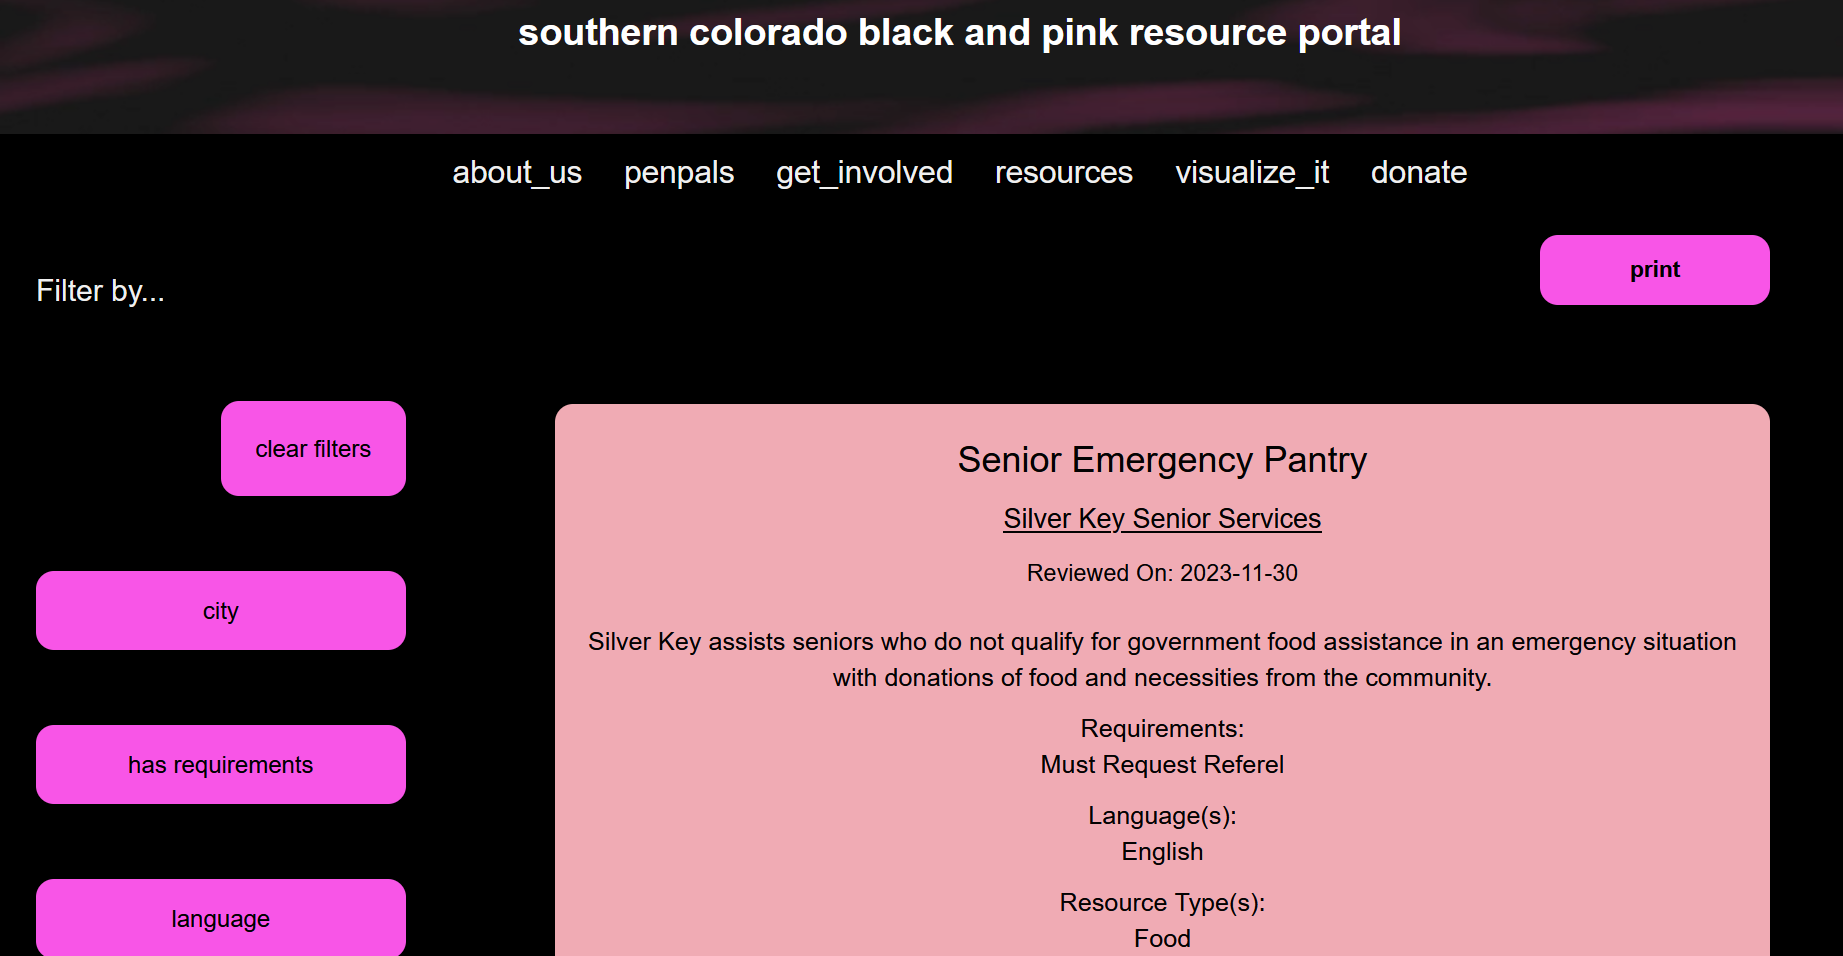 southern colorado black and pink resource portal
about_us penpals get_involved resources visualize_it donate
print
Filter by...
clear filters
city
has requirements
language
Senior Emergency Pantry
Silver Key Senior Services
Reviewed On: 2023-11-30
Silver Key assists seniors who do not qualify for government food assistance in an emergency situation
with donations of food and necessities from the community.
Requirements:
Must Request Referel
Language(s):
English
Resource Type(s):
Food